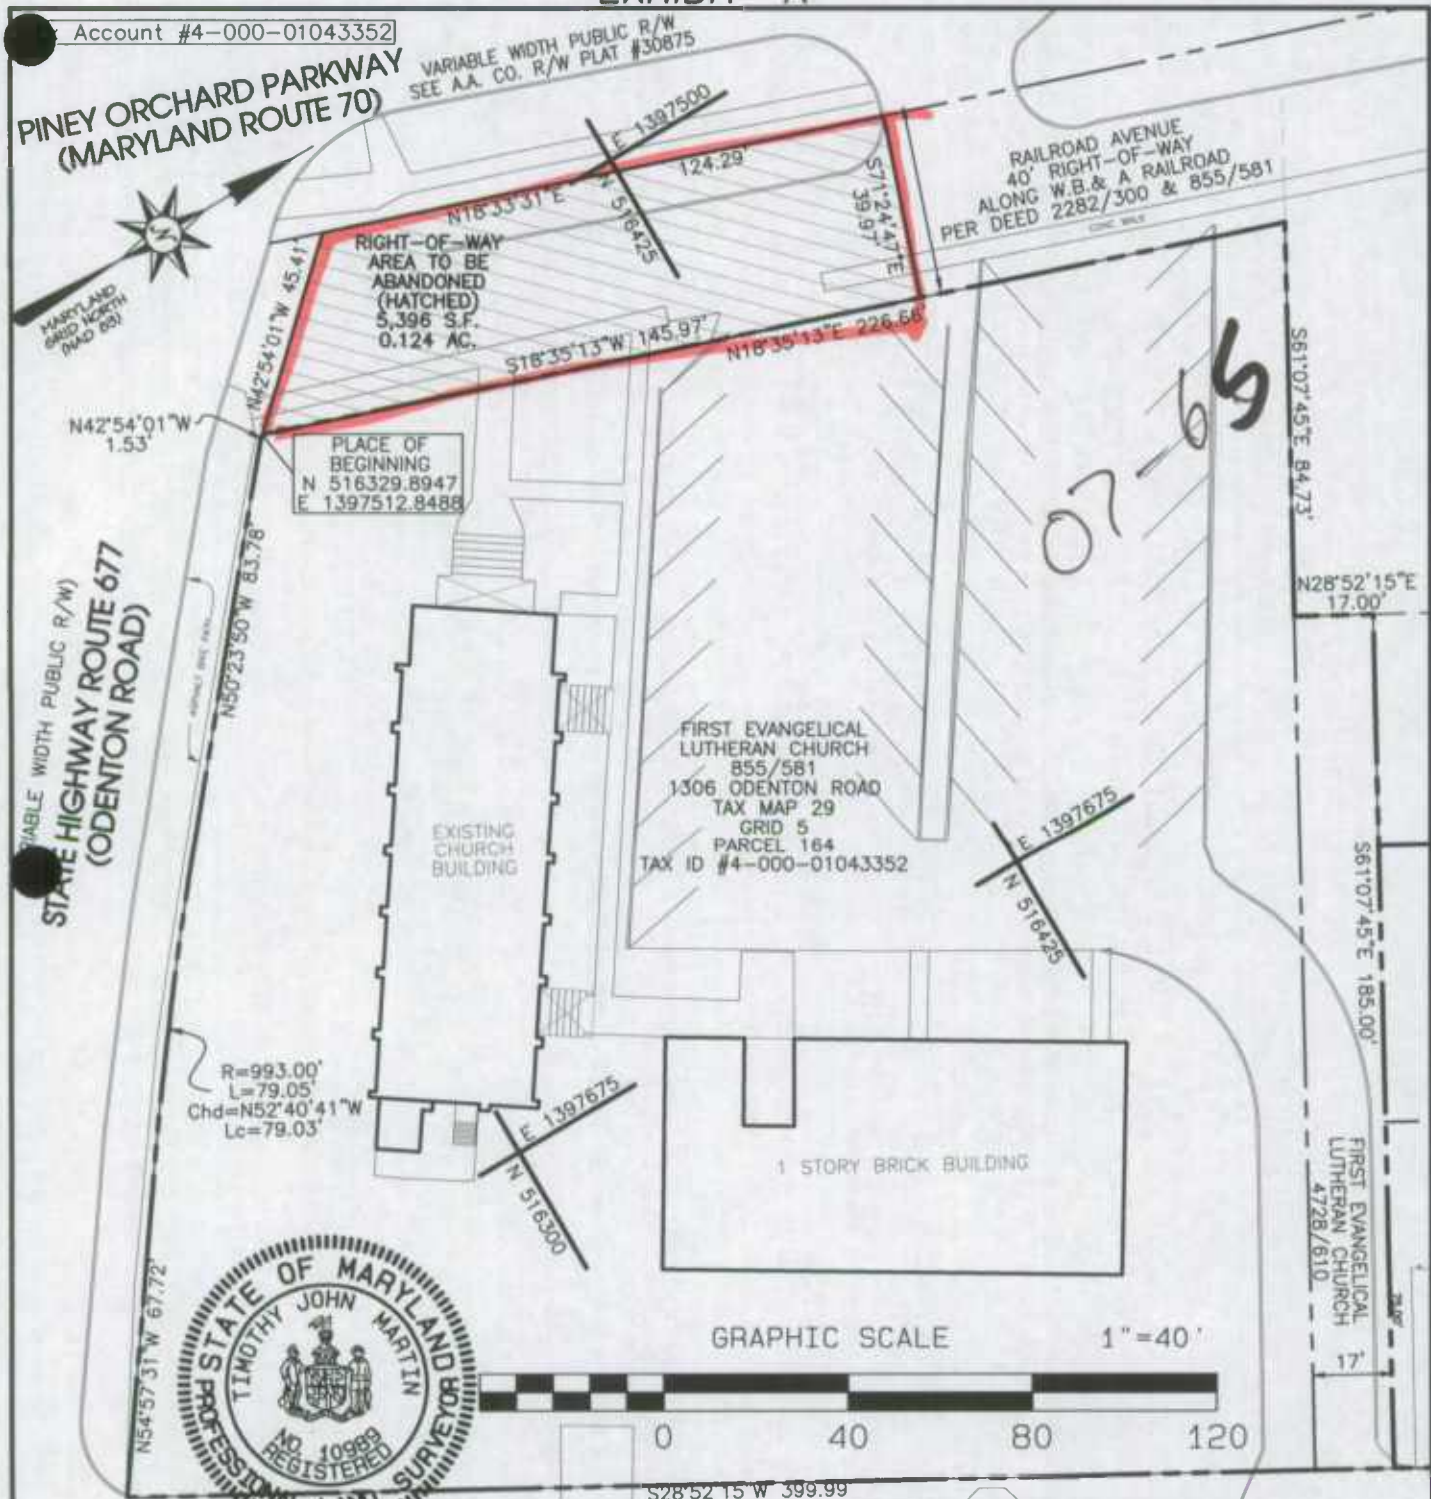 Account #4-000-01043352
PINEY ORCHARD PARKWAY
(MARYLAND ROUTE 70)
VARIABLE WIDTH PUBLIC R/W
SEE A.A. CO. R/W PLAT #30875
E 1397500
N 516425
N18°33'31"E
124.29'
S71°24'47"E
39.97'
RAILROAD AVENUE
40' RIGHT-OF-WAY
ALONG W.B.& A RAILROAD
PER DEED 2282/300 & 855/581
CONC WALK
MARYLAND
GRID NORTH
(NAD 83)
RIGHT-OF-WAY
AREA TO BE
ABANDONED
(HATCHED)
5,396 S.F.
0.124 AC.
N42°54'01"W 45.41'
S18°35'13"W 145.97'
N18°35'13"E 226.66'
N42°54'01"W
1.53'
PLACE OF
BEGINNING
N 516329.8947
E 1397512.8488
07-65
S61°07'45"E 84.73'
N28°52'15"E
17.00'
N50°23'50"W 83.78'
WIDTH PUBLIC R/W)
STATE HIGHWAY ROUTE 677
(ODENTON ROAD)
FIRST EVANGELICAL
LUTHERAN CHURCH
855/581
1306 ODENTON ROAD
TAX MAP 29
GRID 5
PARCEL 164
TAX ID #4-000-01043352
EXISTING
CHURCH
BUILDING
E 1397675
N 516425
S61°07'45"E 185.00'
R=993.00'
L=79.05'
Chd=N52°40'41"W
Lc=79.03'
E 1397675
N 516300
1 STORY BRICK BUILDING
FIRST EVANGELICAL
LUTHERAN CHURCH
4728/610
17'
N54°57'31"W 67.72'
STATE OF MARYLAND
TIMOTHY JOHN MARTIN
NO. 10989
REGISTERED
PROFESSIONAL LAND SURVEYOR
GRAPHIC SCALE 1"=40'
0 40 80 120
S28°52'15"W 399.99